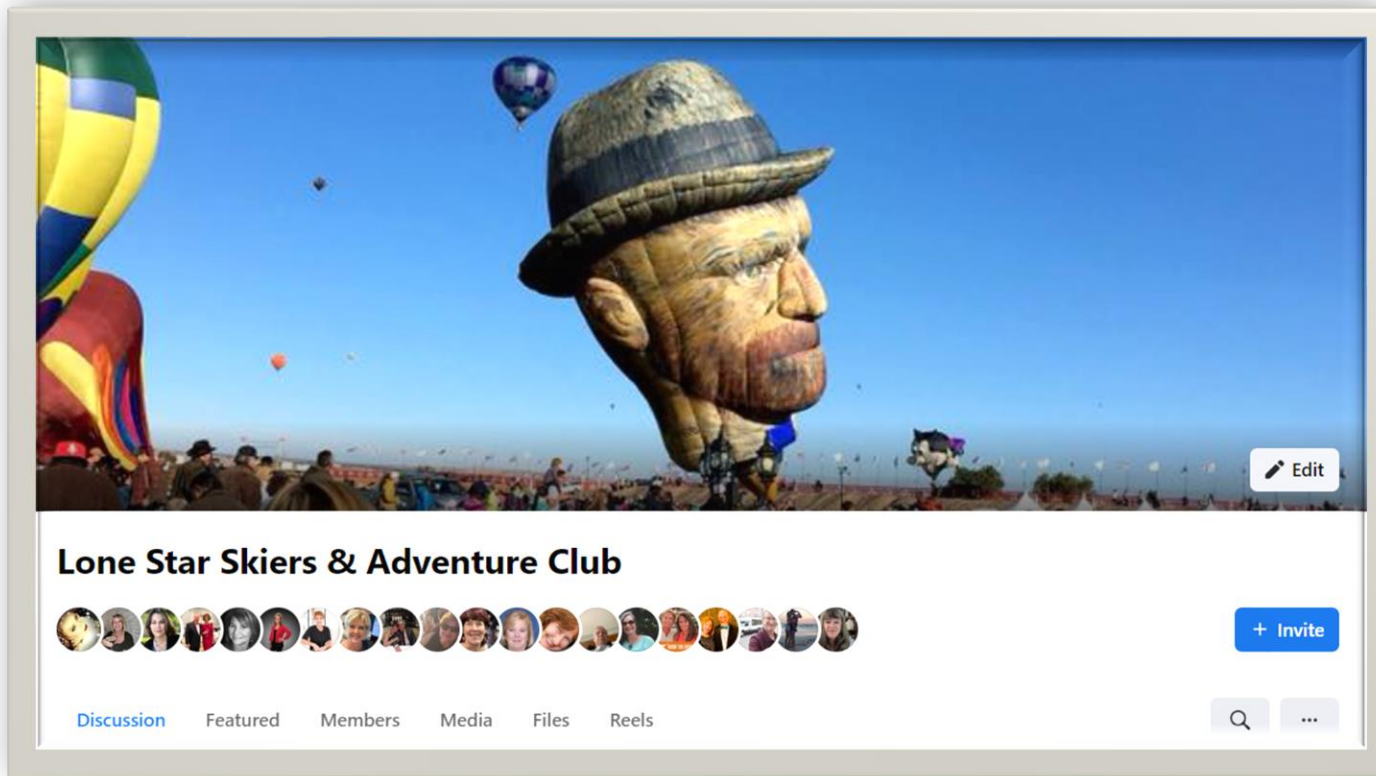 Edit
Lone Star Skiers & Adventure Club
+ Invite
Discussion Featured Members Media Files Reels